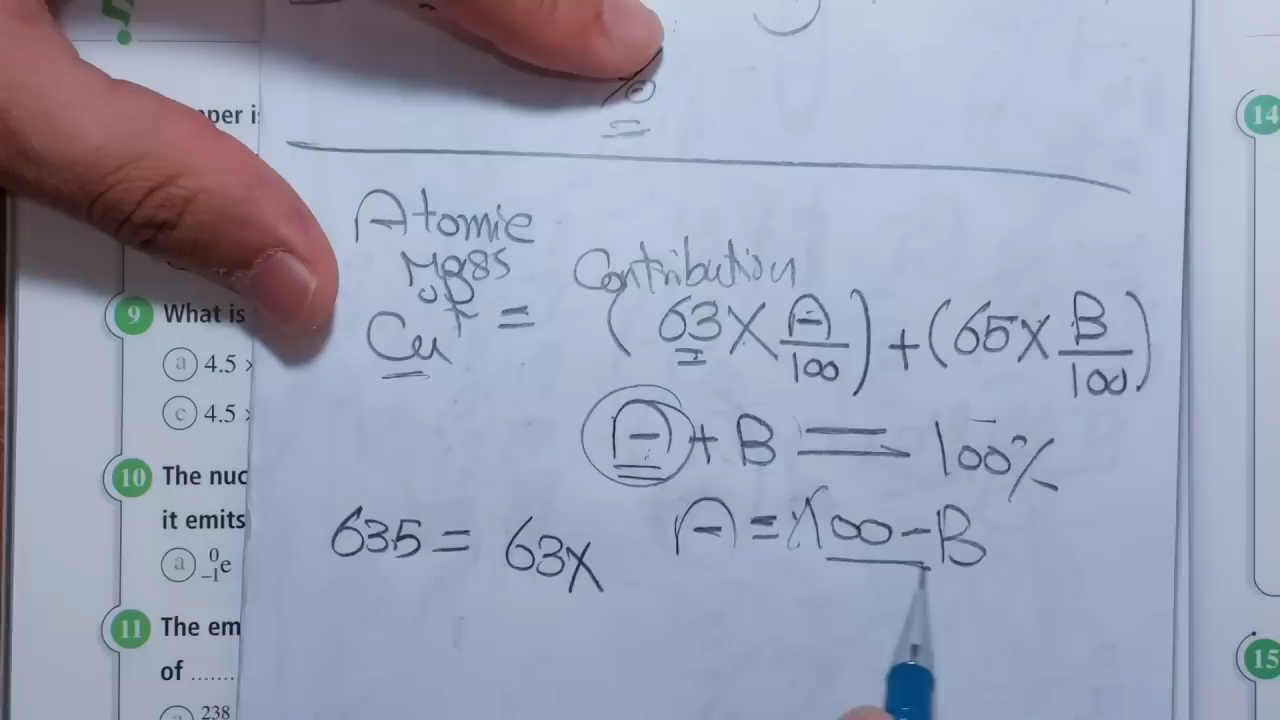 %
Atomic
Mass
of
Contribution
Cu = (63 X A/100) + (65 X B/100)
A + B = 100%
A = 100 - B
635 = 63X
9 What is
a 4.5
c 4.5
10 The nuc
it emits
a 0 -1 e
11 The em
of ........
238
14
15